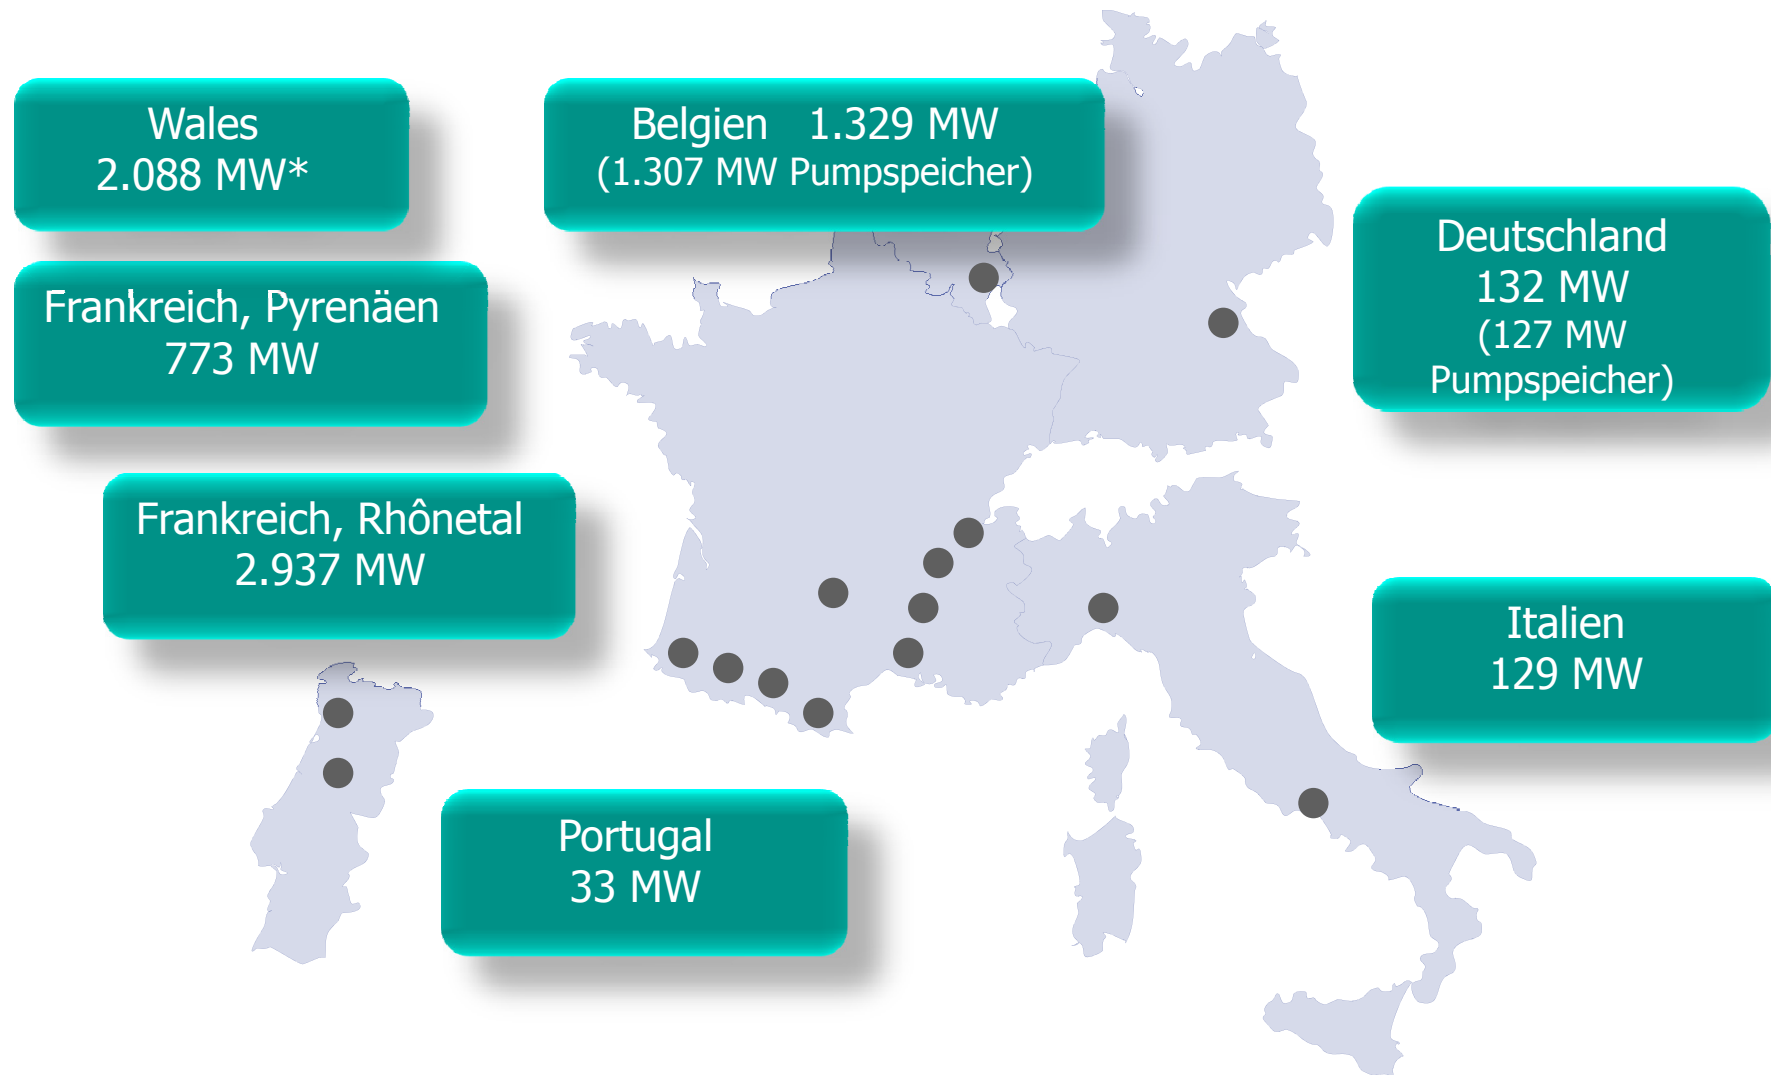 Wales
2.088 MW*
Belgien 1.329 MW
(1.307 MW Pumpspeicher)
Deutschland
132 MW
(127 MW
Pumpspeicher)
Frankreich, Pyrenäen
773 MW
Frankreich, Rhônetal
2.937 MW
Italien
129 MW
Portugal
33 MW